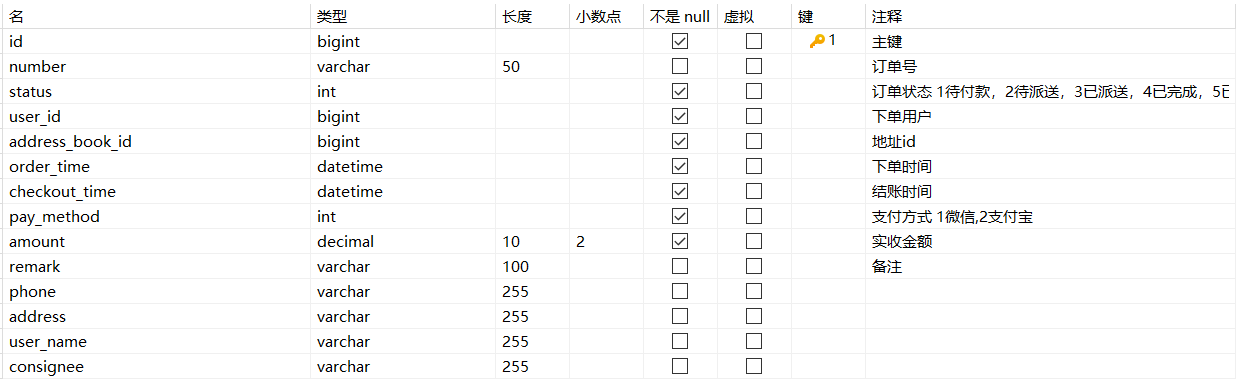 名 类型 长度 小数点 不是 null 虚拟 键 注释
id bigint 1 主键
number varchar 50 订单号
status int 订单状态 1待付款，2待派送，3已派送，4已完成，5已
user_id bigint 下单用户
address_book_id bigint 地址id
order_time datetime 下单时间
checkout_time datetime 结账时间
pay_method int 支付方式 1微信,2支付宝
amount decimal 10 2 实收金额
remark varchar 100 备注
phone varchar 255
address varchar 255
user_name varchar 255
consignee varchar 255